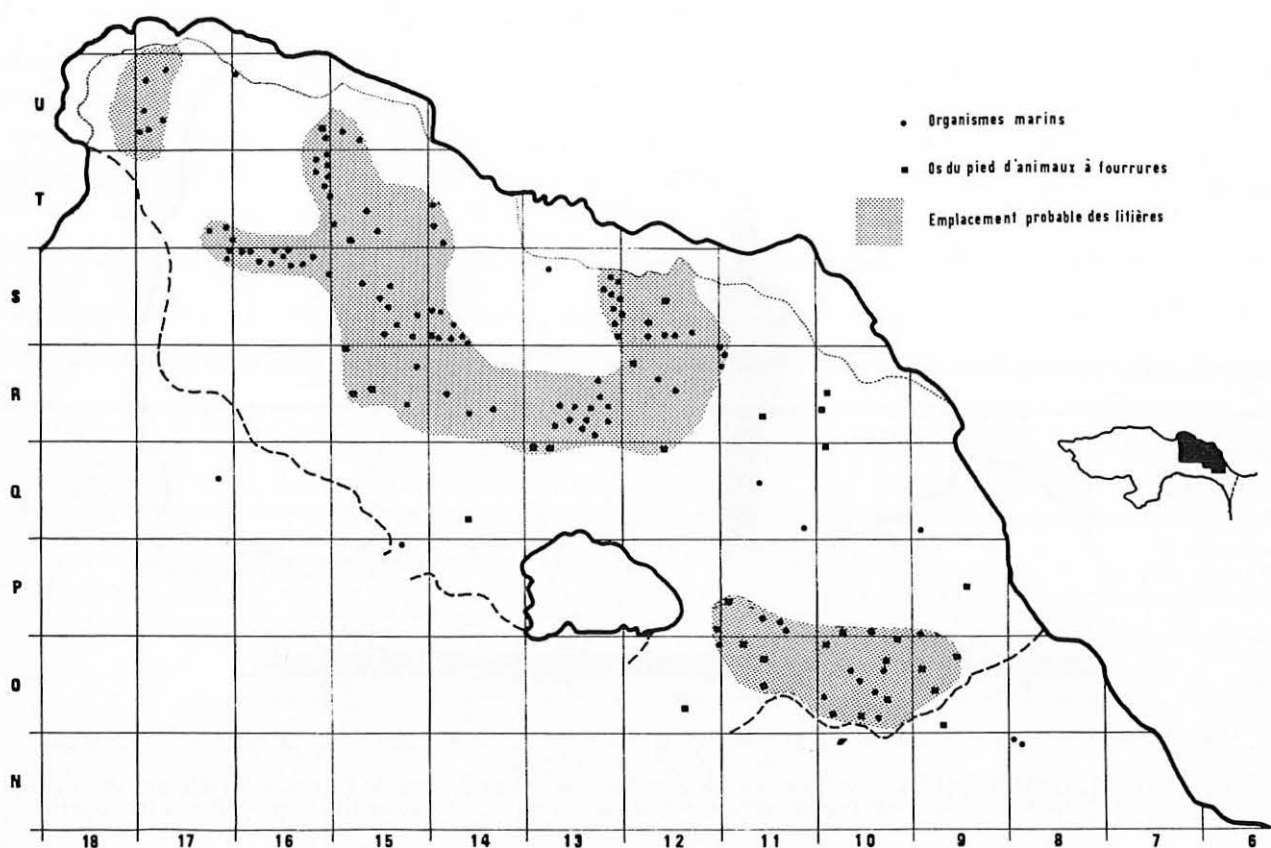 Organismes marins
Os du pied d'animaux à fourrures
Emplacement probable des litières
U
T
S
R
Q
P
O
N
18 17 16 15 14 13 12 11 10 9 8 7 6